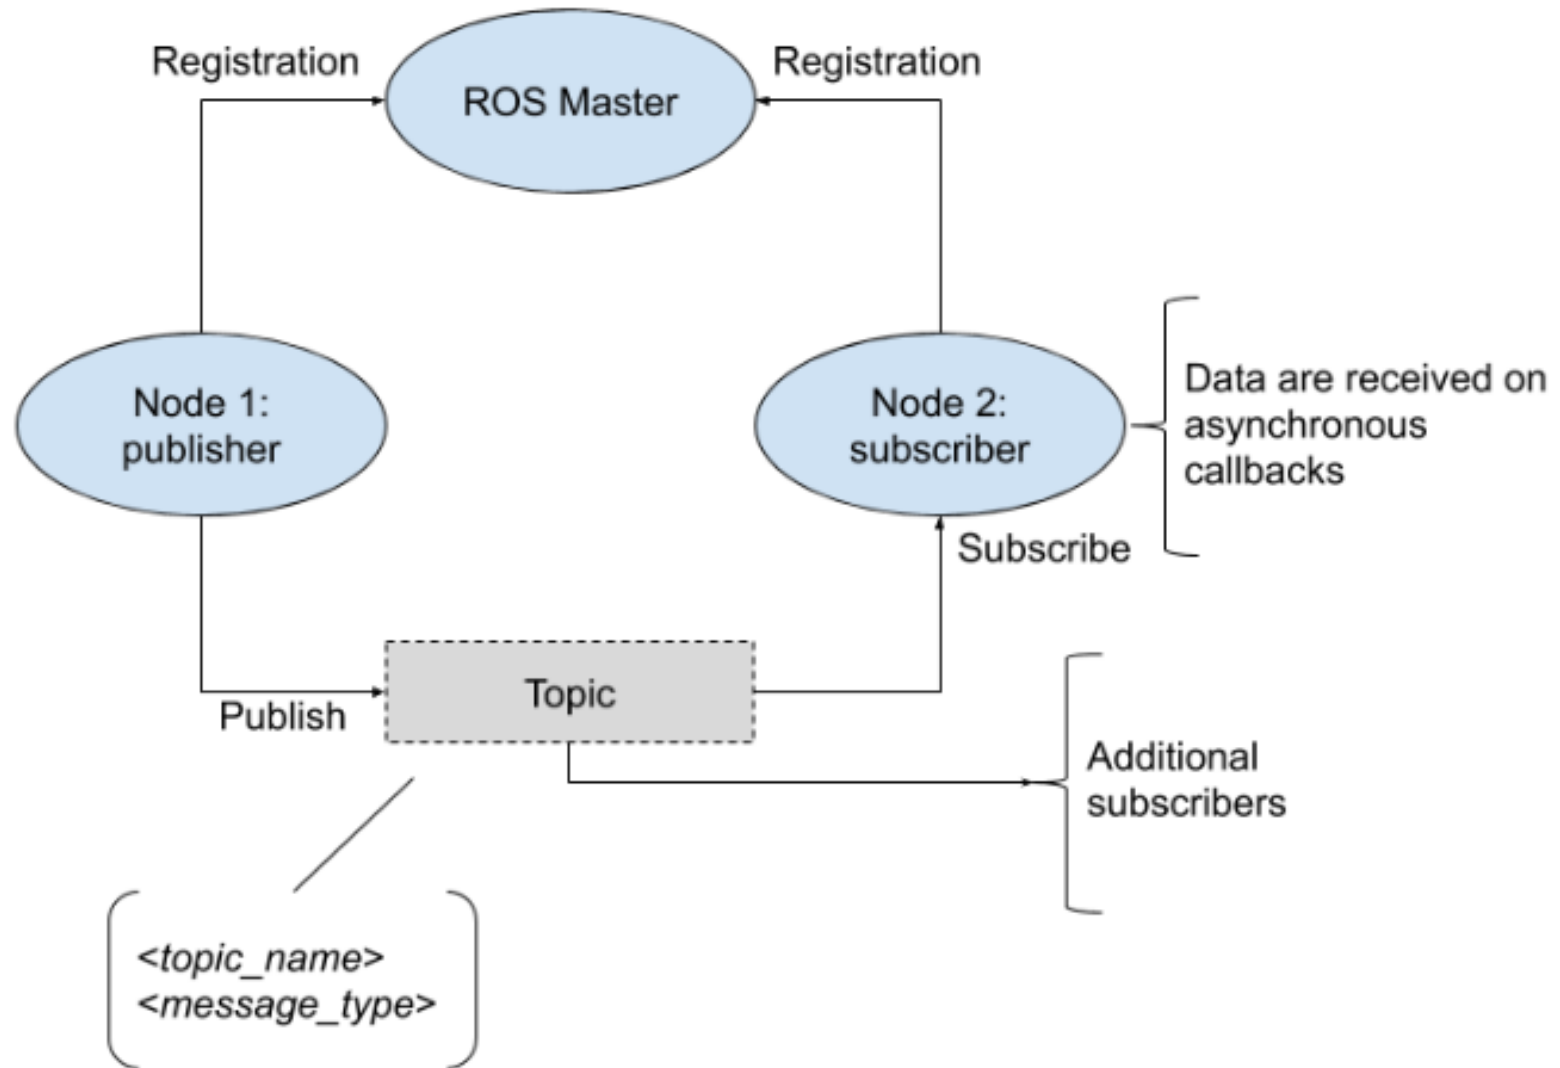 Registration
ROS Master
Registration
Node 1:
publisher
Node 2:
subscriber
Data are received on
asynchronous
callbacks
Subscribe
Publish
Topic
Additional
subscribers
<topic_name>
<message_type>